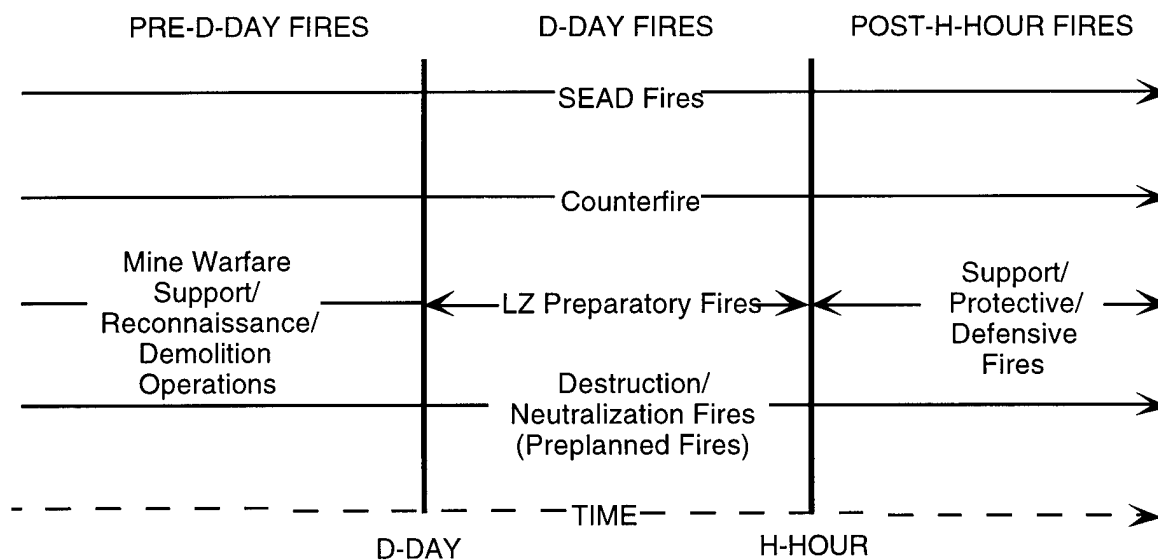 PRE-D-DAY FIRES
D-DAY FIRES
POST-H-HOUR FIRES
SEAD Fires
Counterfire
Mine Warfare
Support/
Reconnaissance/
Demolition
Operations
LZ Preparatory Fires
Support/
Protective/
Defensive
Fires
Destruction/
Neutralization Fires
(Preplanned Fires)
TIME
D-DAY
H-HOUR